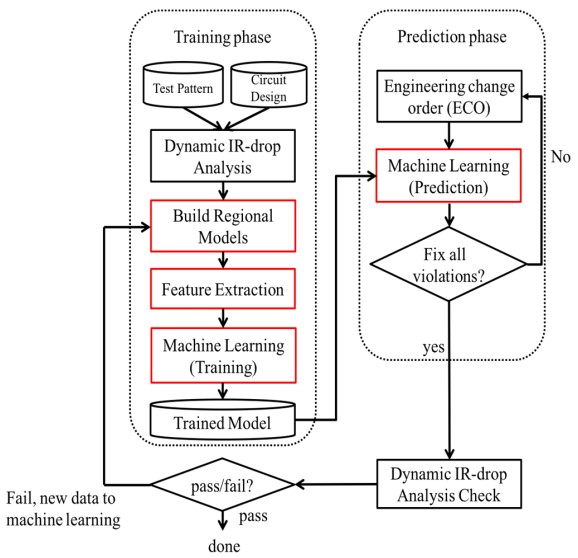 Training phase
Test Pattern
Circuit
Design
Dynamic IR-drop
Analysis
Build Regional
Models
Feature Extraction
Machine Learning
(Training)
Trained Model
Prediction phase
Engineering change
order (ECO)
Machine Learning
(Prediction)
No
Fix all
violations?
yes
Dynamic IR-drop
Analysis Check
pass/fail?
Fail, new data to
machine learning
pass
done